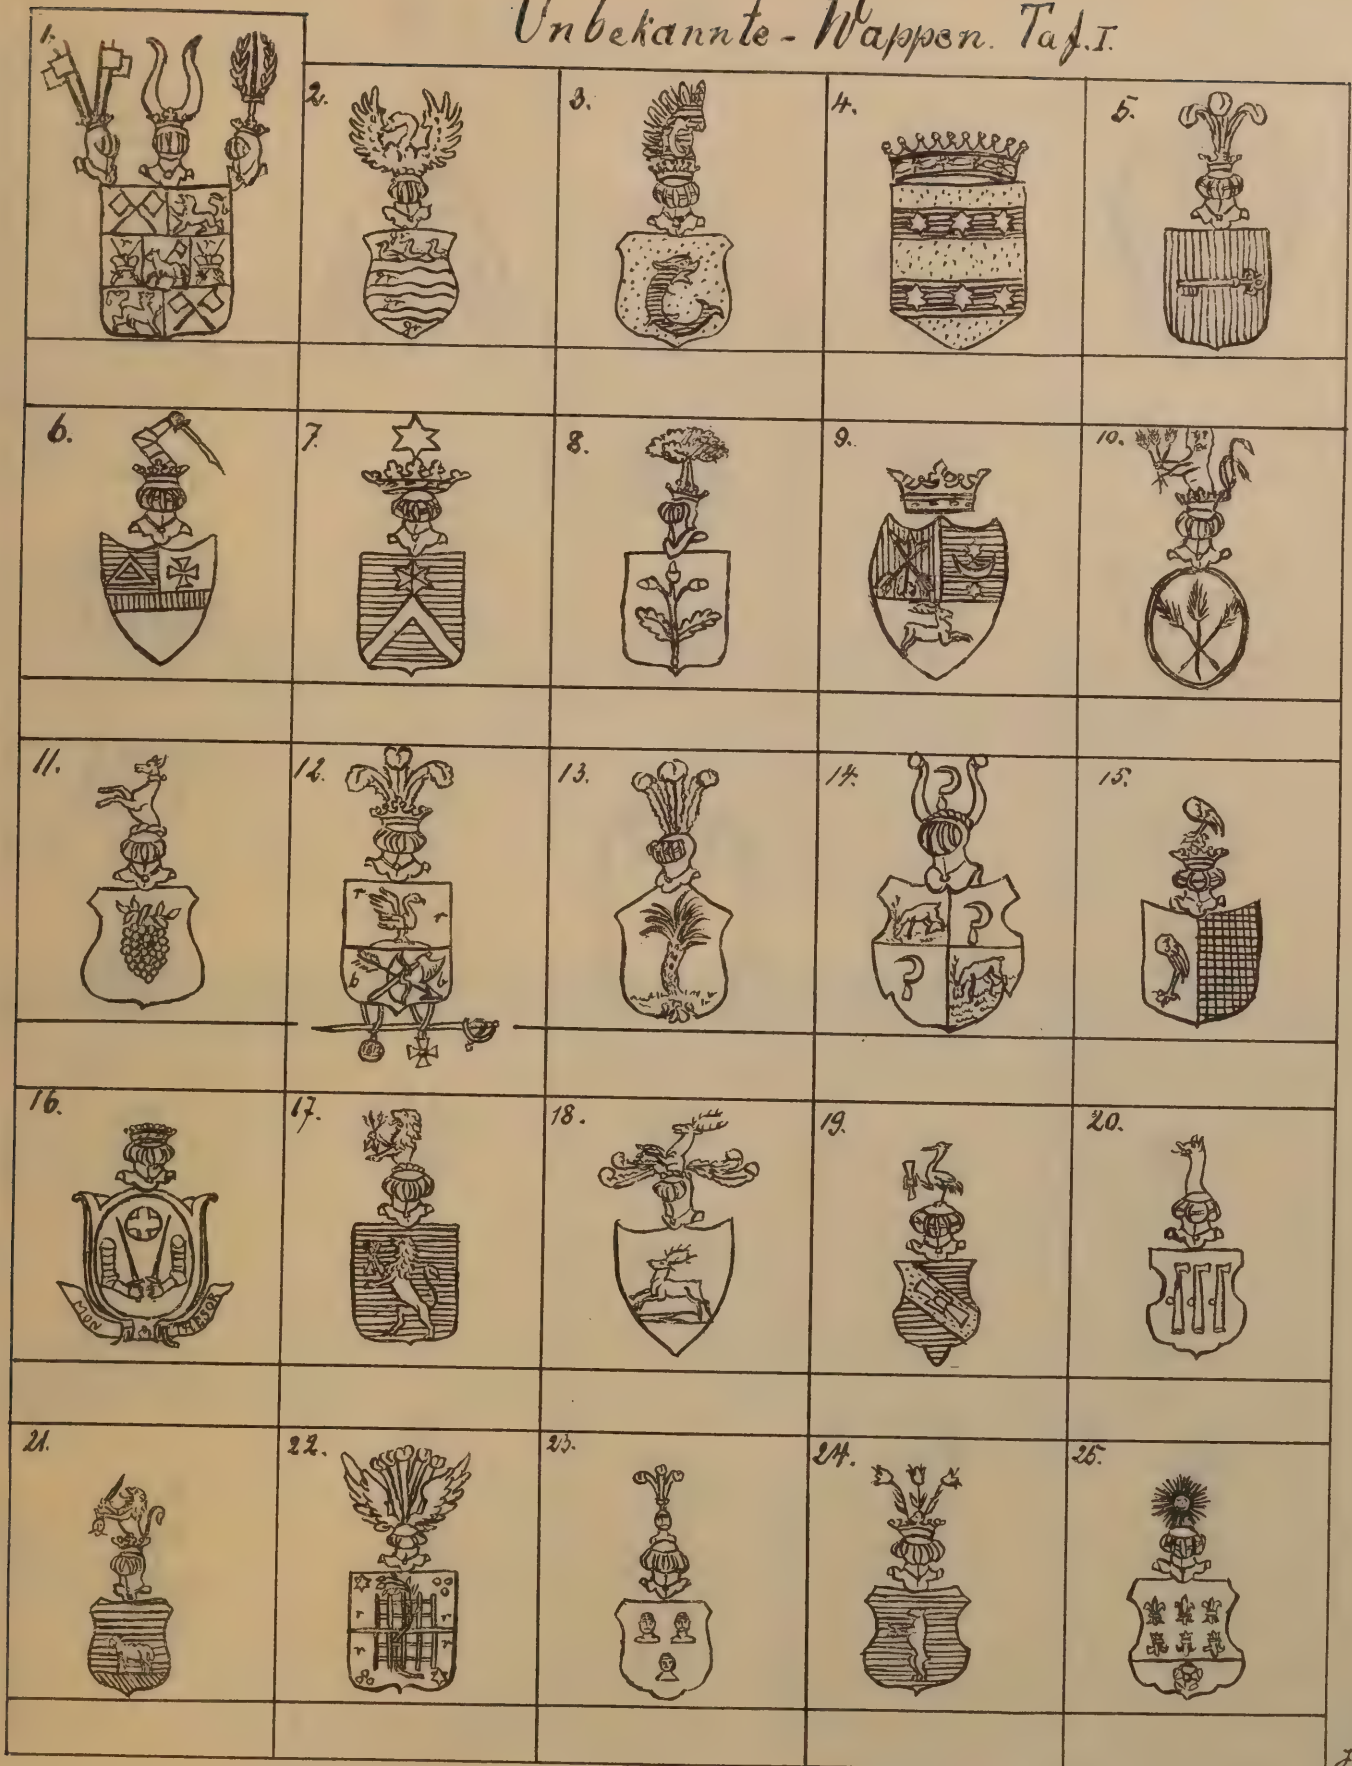 Unbekannte - Wappen. Taf. I.
1.
2. 3. 4. 5.
6. 7. 8. 9. 10.
11. 12. 13. 14. 15.
r r
b
16. 17. 18. 19. 20.
MON TRESOR
21. 22. 23. 24. 25.
r r
r r